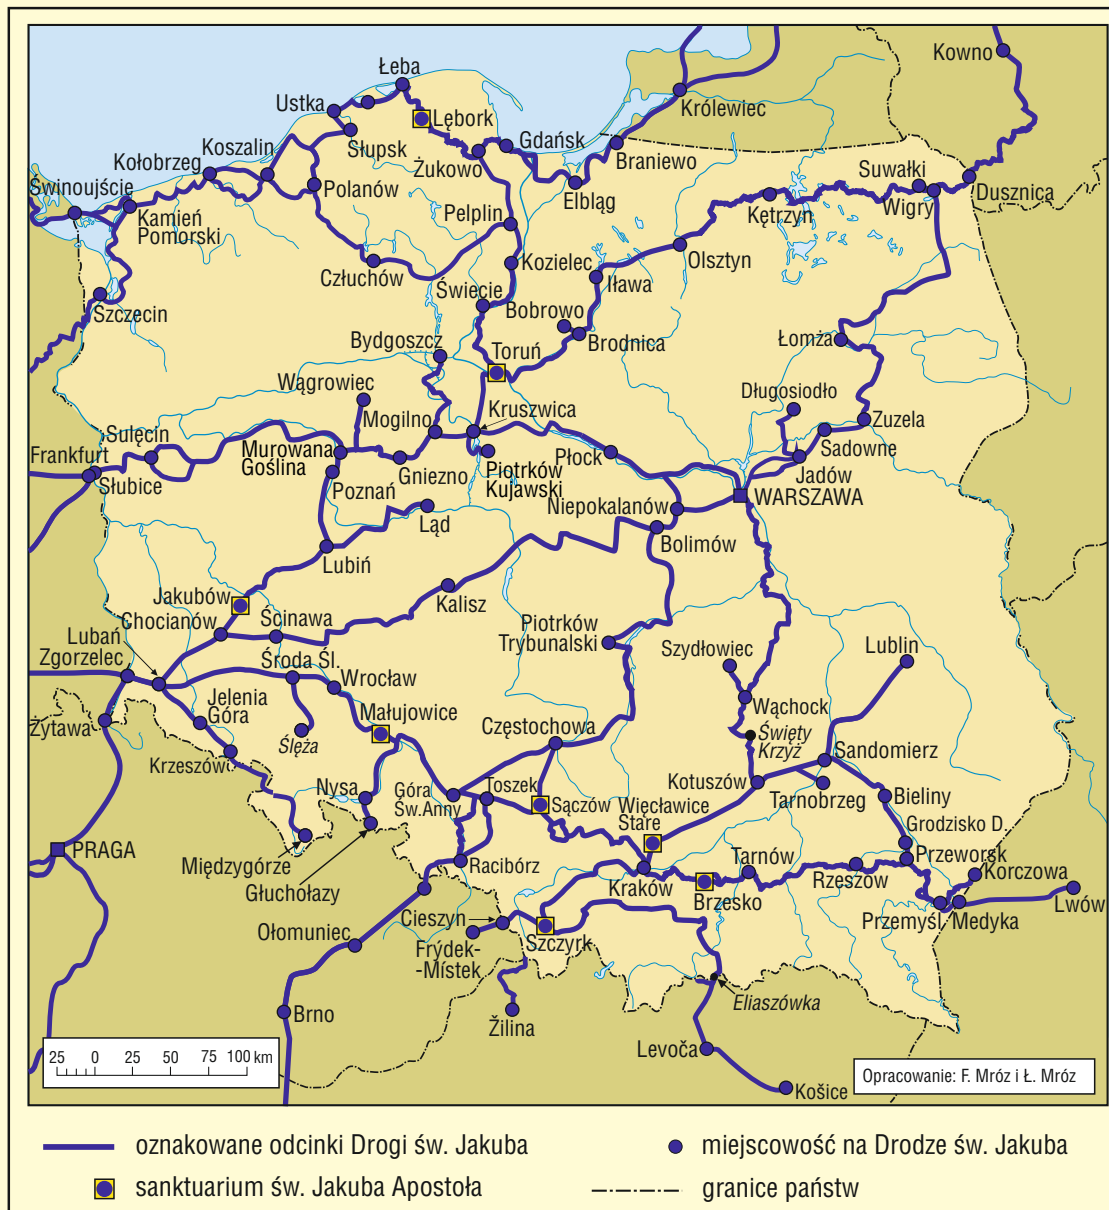 Kowno
Łeba
Ustka
Królewiec
Lębork
Gdańsk
Koszalin
Słupsk
Braniewo
Kołobrzeg
Żukowo
Suwałki
Dusznica
Świnoujście
Polanów
Elbląg
Kętrzyn
Wigry
Kamień
Pomorski
Pelplin
Olsztyn
Człuchów
Kozielec
Iława
Świecie
Szczecin
Bobrowo
Brodnica
Łomża
Bydgoszcz
Toruń
Wągrowiec
Długosiodło
Mogilno
Kruszwica
Zuzela
Sulęcin
Murowana
Goślina
Sadowne
Frankfurt
Płock
Jadów
Słubice
Gniezno
Piotrków
Kujawski
Poznań
WARSZAWA
Niepokalanów
Ląd
Bolimów
Lubiń
Jakubów
Kalisz
Chocianów
Ścinawa
Piotrków
Trybunalski
Lubań
Zgorzelec
Szydłowiec
Lublin
Środa Śl.
Wrocław
Jelenia
Góra
Małujowice
Wąchock
Żytawa
Ślęża
Częstochowa
Święty
Krzyż
Krzeszów
Sandomierz
Nysa
Góra
Św.Anny
Toszek
Kotuszów
Tarnobrzeg
Sączów
Więcławice
Stare
Bieliny
Grodzisko D.
PRAGA
Międzygórze
Racibórz
Tarnów
Przeworsk
Głuchołazy
Kraków
Rzeszów
Korczowa
Brzesko
Lwów
Cieszyn
Przemyśl
Medyka
Ołomuniec
Frýdek-
-Místek
Szczyrk
Eliaszówka
Brno
Žilina
Levoča
Košice
25 0 25 50 75 100 km
Opracowanie: F. Mróz i Ł. Mróz
oznakowane odcinki Drogi św. Jakuba
miejscowość na Drodze św. Jakuba
sanktuarium św. Jakuba Apostoła
granice państw